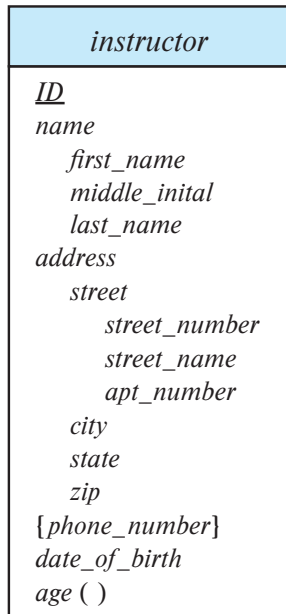 instructor
ID
name
first_name
middle_inital
last_name
address
street
street_number
street_name
apt_number
city
state
zip
{phone_number}
date_of_birth
age ( )